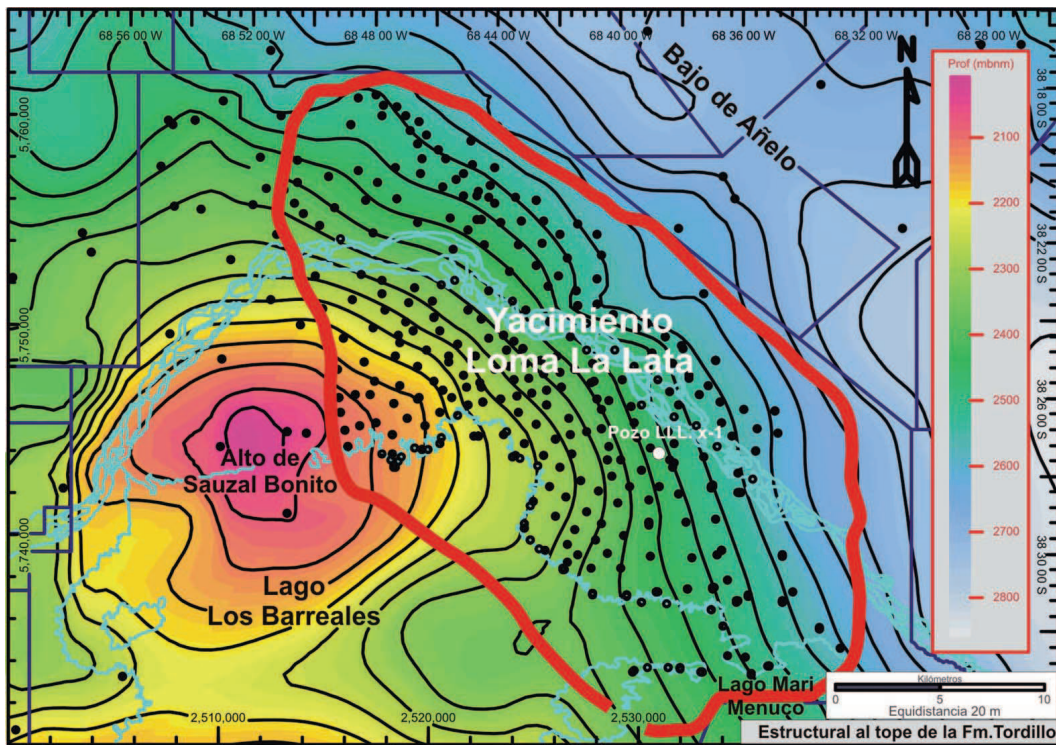 68 56 00 W
68 52 00 W
68 48 00 W
68 44 00 W
68 40 00 W
68 36 00 W
68 32 00 W
68 28 00 W
N
Prof (mbnm)
2100
2200
2300
2400
2500
2600
2700
2800
38 18 00 S
38 22 00 S
38 26 00 S
38 30 00 S
5,760,000
5,750,000
5,740,000
Bajo de Añelo
Yacimiento
Loma La Lata
Pozo LLL. x-1
Alto de
Sauzal Bonito
Lago
Los Barreales
Lago Mari
Menuco
2,510,000
2,520,000
2,530,000
Kilómetros
0
5
10
Equidistancia 20 m
Estructural al tope de la Fm.Tordillo